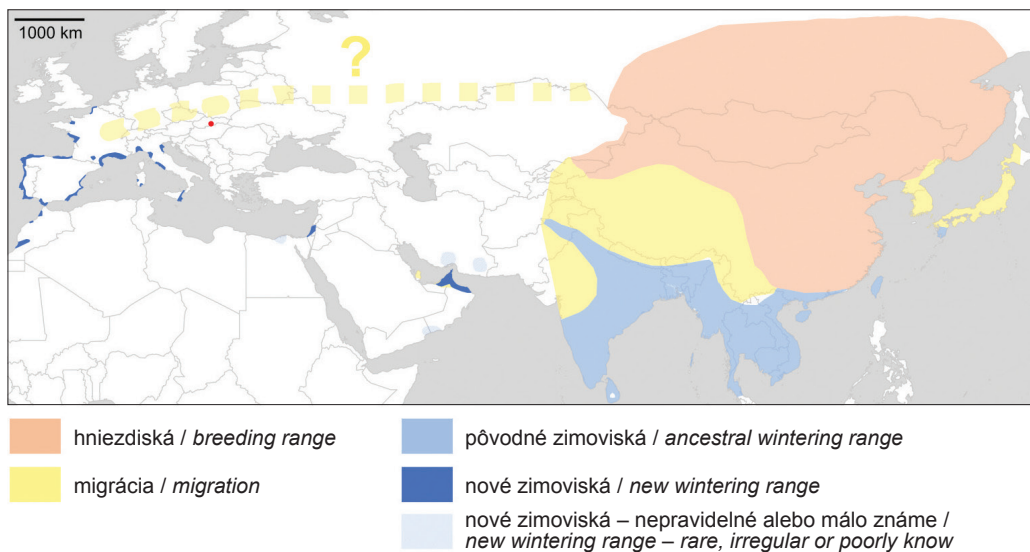 1000 km
?
hniezdiská / breeding range
migrácia / migration
pôvodné zimoviská / ancestral wintering range
nové zimoviská / new wintering range
nové zimoviská – nepravidelné alebo málo známe /
new wintering range – rare, irregular or poorly know